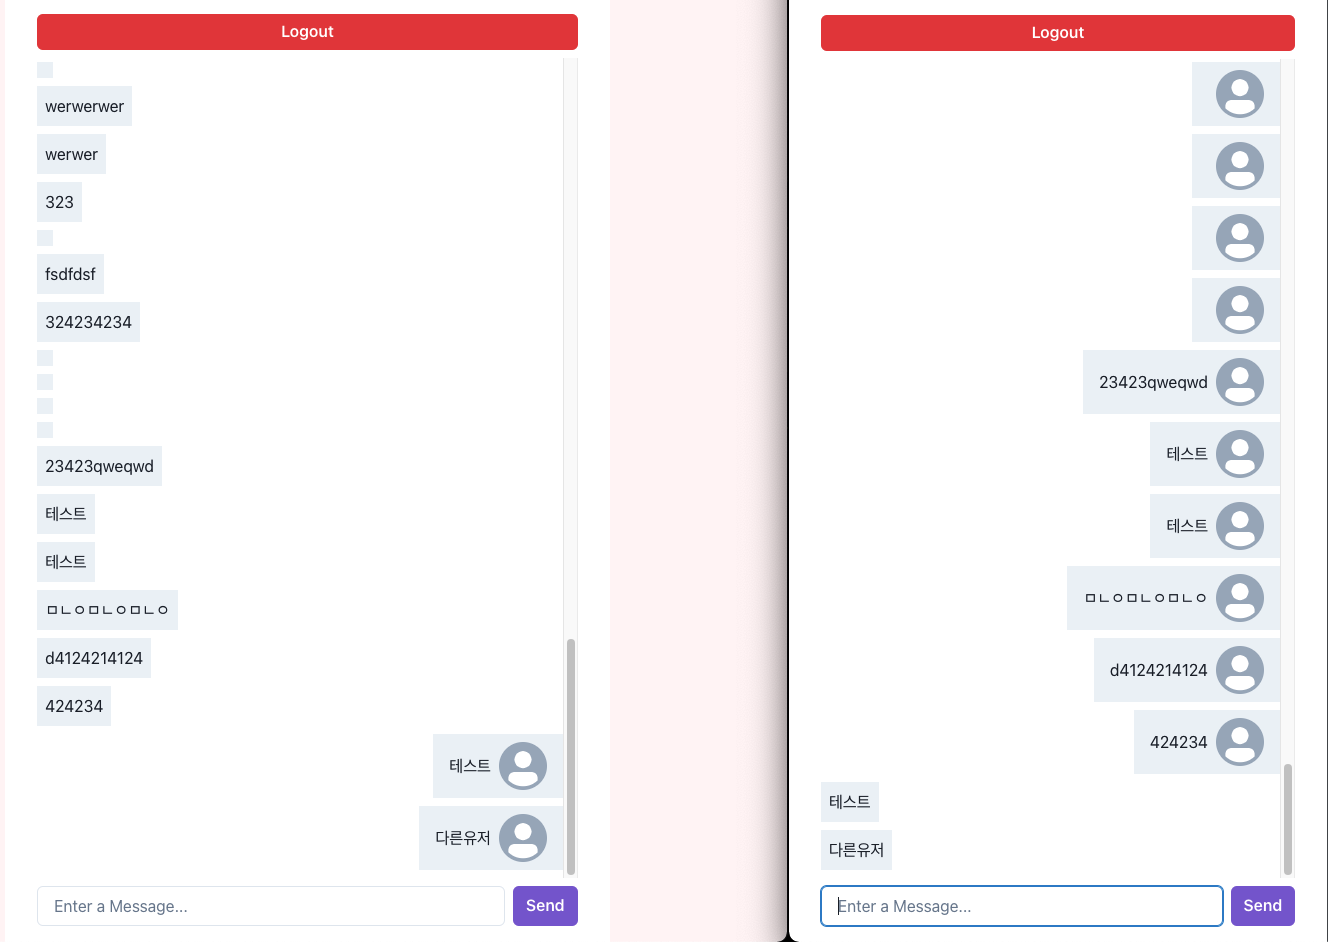 Logout
werwerwer
werwer
323
fsdfdsf
324234234
23423qweqwd
테스트
테스트
ㅁㄴㅇㅁㄴㅇㅁㄴㅇ
d4124214124
424234
테스트
다른유저
Enter a Message...
Send
Logout
23423qweqwd
테스트
테스트
ㅁㄴㅇㅁㄴㅇㅁㄴㅇ
d4124214124
424234
테스트
다른유저
Enter a Message...
Send